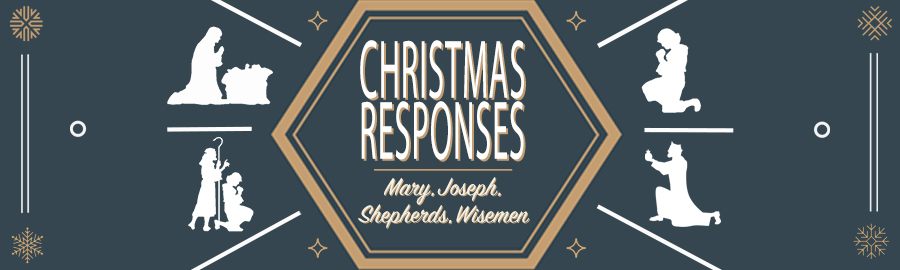 CHRISTMAS
RESPONSES
Mary, Joseph,
Shepherds, Wisemen